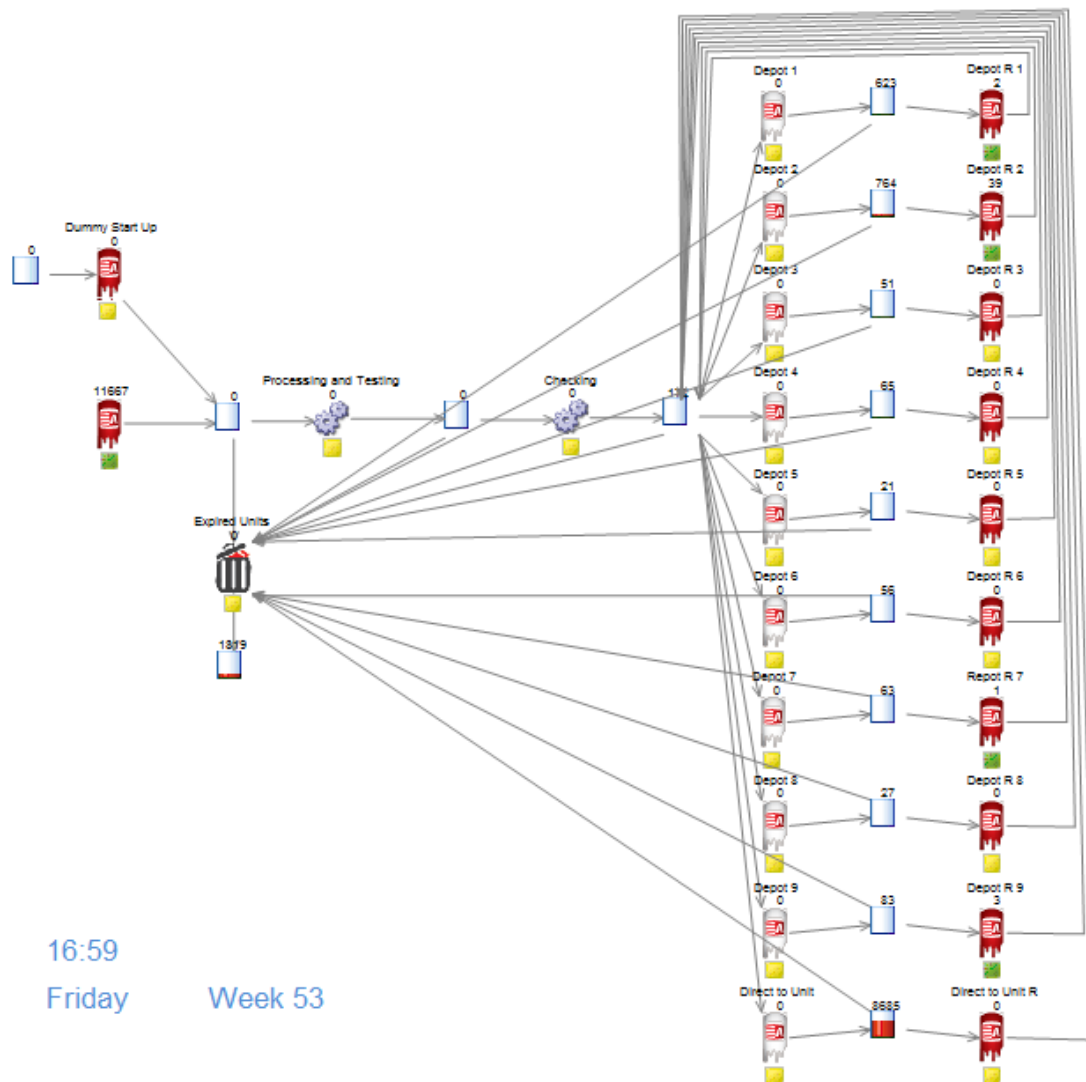 Depot 1
0
623
Depot R 1
2
Depot 2
0
764
Depot R 2
39
Dummy Start Up
0
0
Depot 3
0
51
Depot R 3
0
11667
0
Processing and Testing
0
0
Checking
0
Depot 4
0
65
Depot R 4
0
Depot 5
0
21
Depot R 5
0
Expired Units
0
Depot 6
0
56
Depot R 6
0
1819
Depot 7
0
63
Repot R 7
1
Depot 8
0
27
Depot R 8
0
Depot 9
0
83
Depot R 9
3
16:59
Friday Week 53
Direct to Unit
0
8685
Direct to Unit R
0